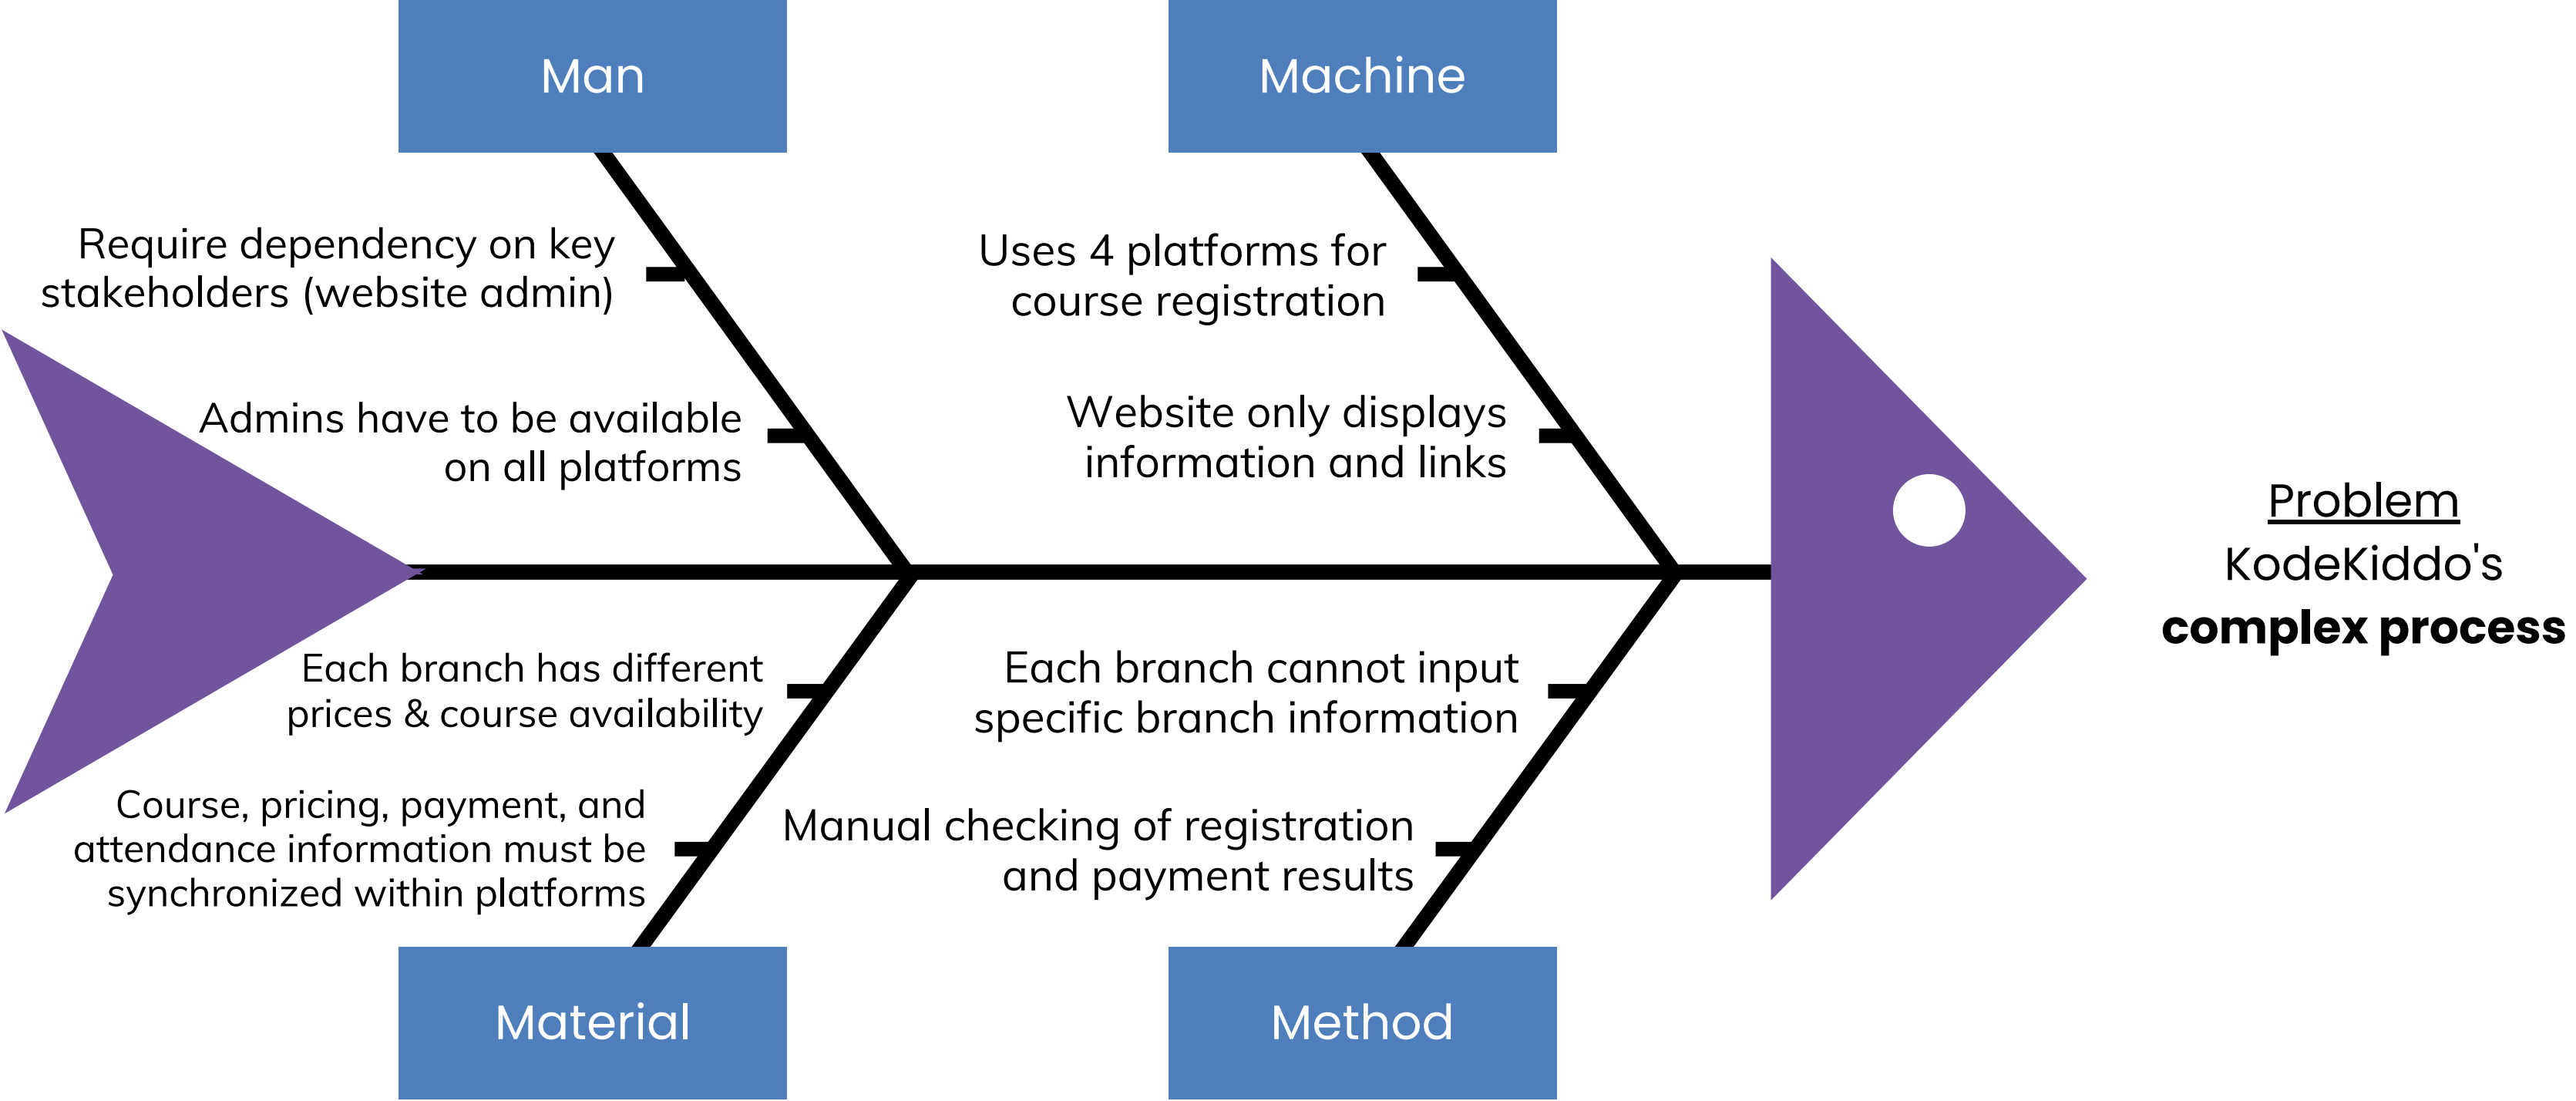 Man
Machine
Require dependency on key
stakeholders (website admin)
Admins have to be available
on all platforms
Uses 4 platforms for
course registration
Website only displays
information and links
Problem
KodeKiddo's
complex process
Each branch has different
prices & course availability
Course, pricing, payment, and
attendance information must be
synchronized within platforms
Each branch cannot input
specific branch information
Manual checking of registration
and payment results
Material
Method